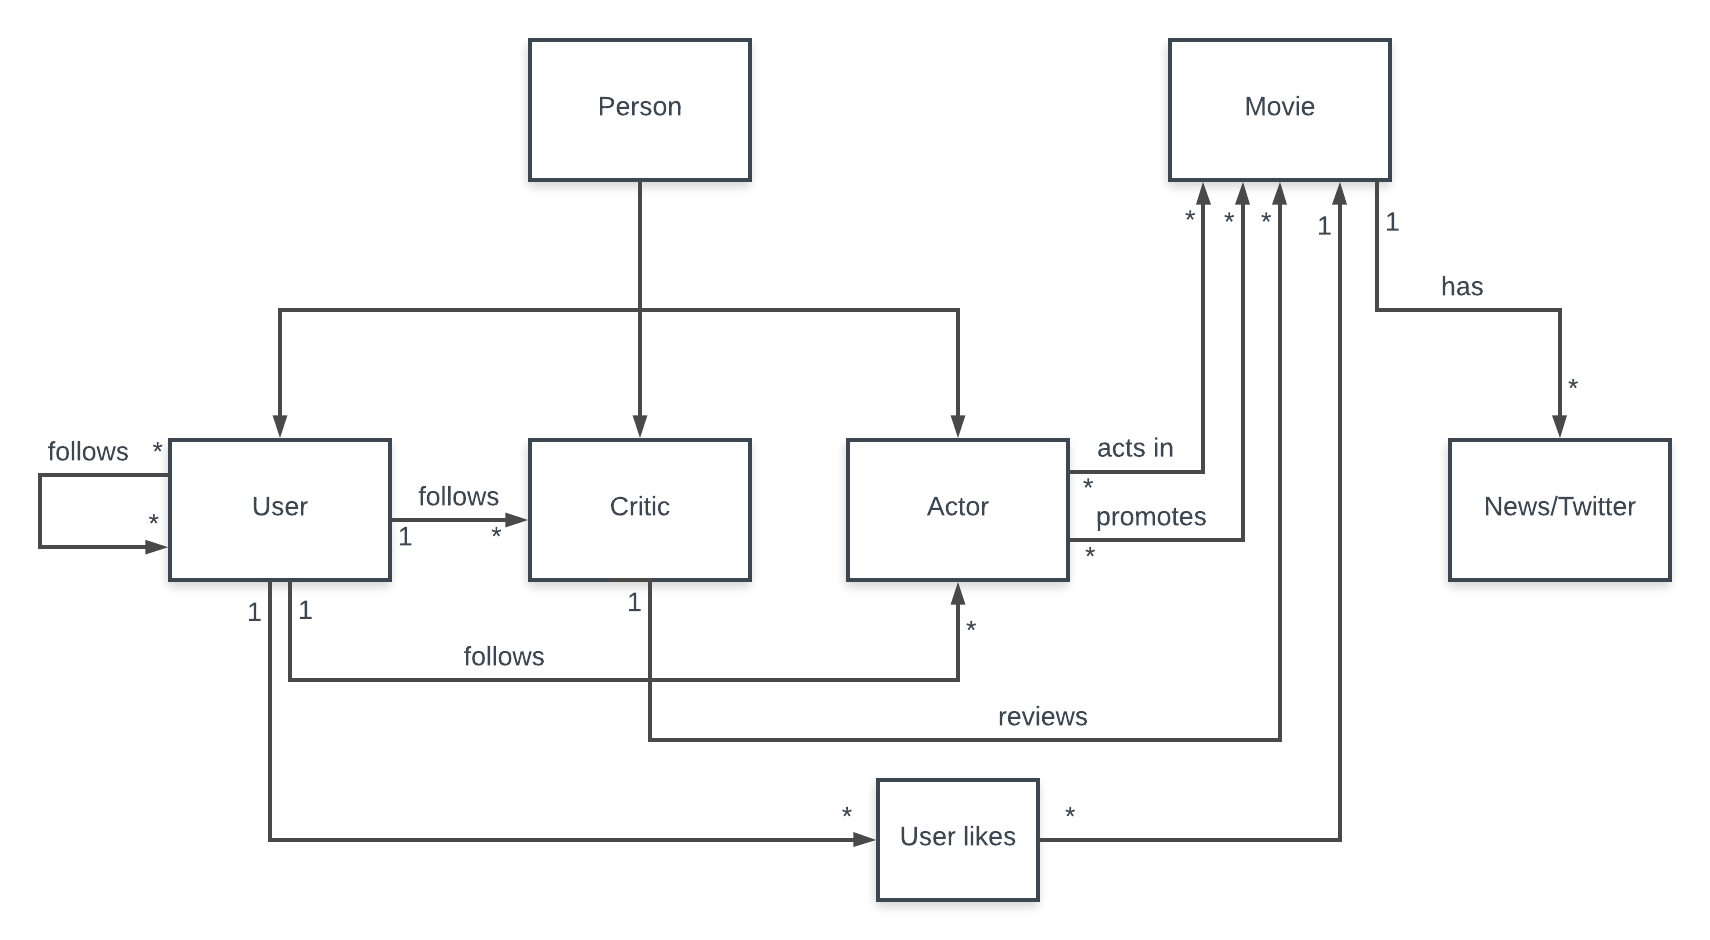 Person
Movie
*
*
*
1
1
has
*
follows
*
User
*
follows
1
*
Critic
Actor
acts in
*
promotes
*
News/Twitter
1
1
1
*
follows
reviews
*
User likes
*